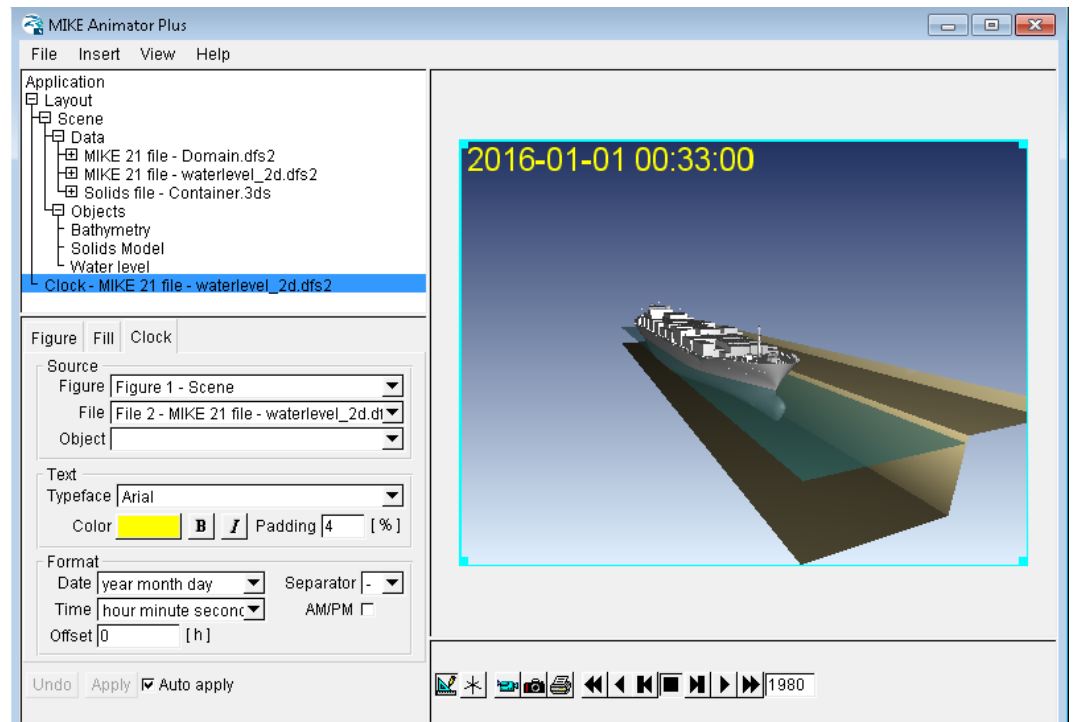 MIKE Animator Plus
File Insert View Help
Application
Layout
Scene
Data
MIKE 21 file - Domain.dfs2
MIKE 21 file - waterlevel_2d.dfs2
Solids file - Container.3ds
Objects
Bathymetry
Solids Model
Water level
Clock - MIKE 21 file - waterlevel_2d.dfs2
2016-01-01 00:33:00
Figure Fill Clock
Source
Figure Figure 1 - Scene
File File 2 - MIKE 21 file - waterlevel_2d.df
Object
Text
Typeface Arial
Color B I Padding 4 [ % ]
Format
Date year month day Separator -
Time hour minute second AM/PM
Offset 0 [ h ]
Undo Apply Auto apply
1980